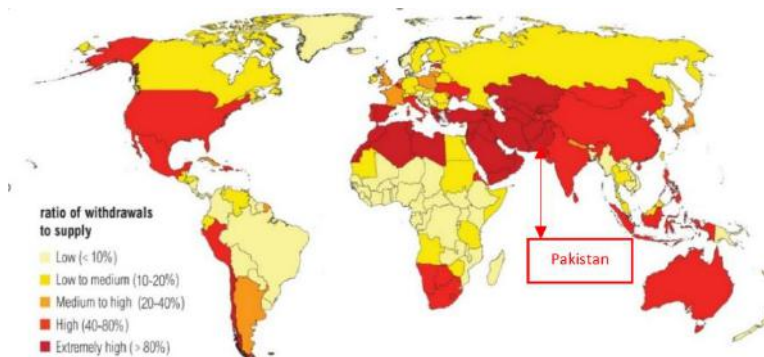 ratio of withdrawals
to supply
Low (< 10%)
Low to medium (10-20%)
Medium to high (20-40%)
High (40-80%)
Extremely high (> 80%)
Pakistan